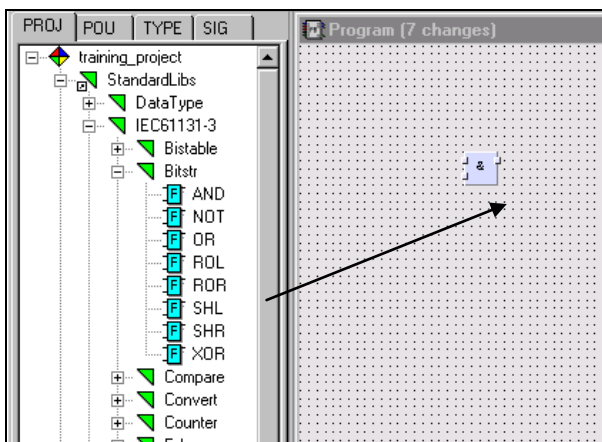 PROJ POU TYPE SIG
training_project
StandardLibs
DataType
IEC61131-3
Bistable
Bitstr
AND
NOT
OR
ROL
ROR
SHL
SHR
XOR
Compare
Convert
Counter
Program (7 changes)
&